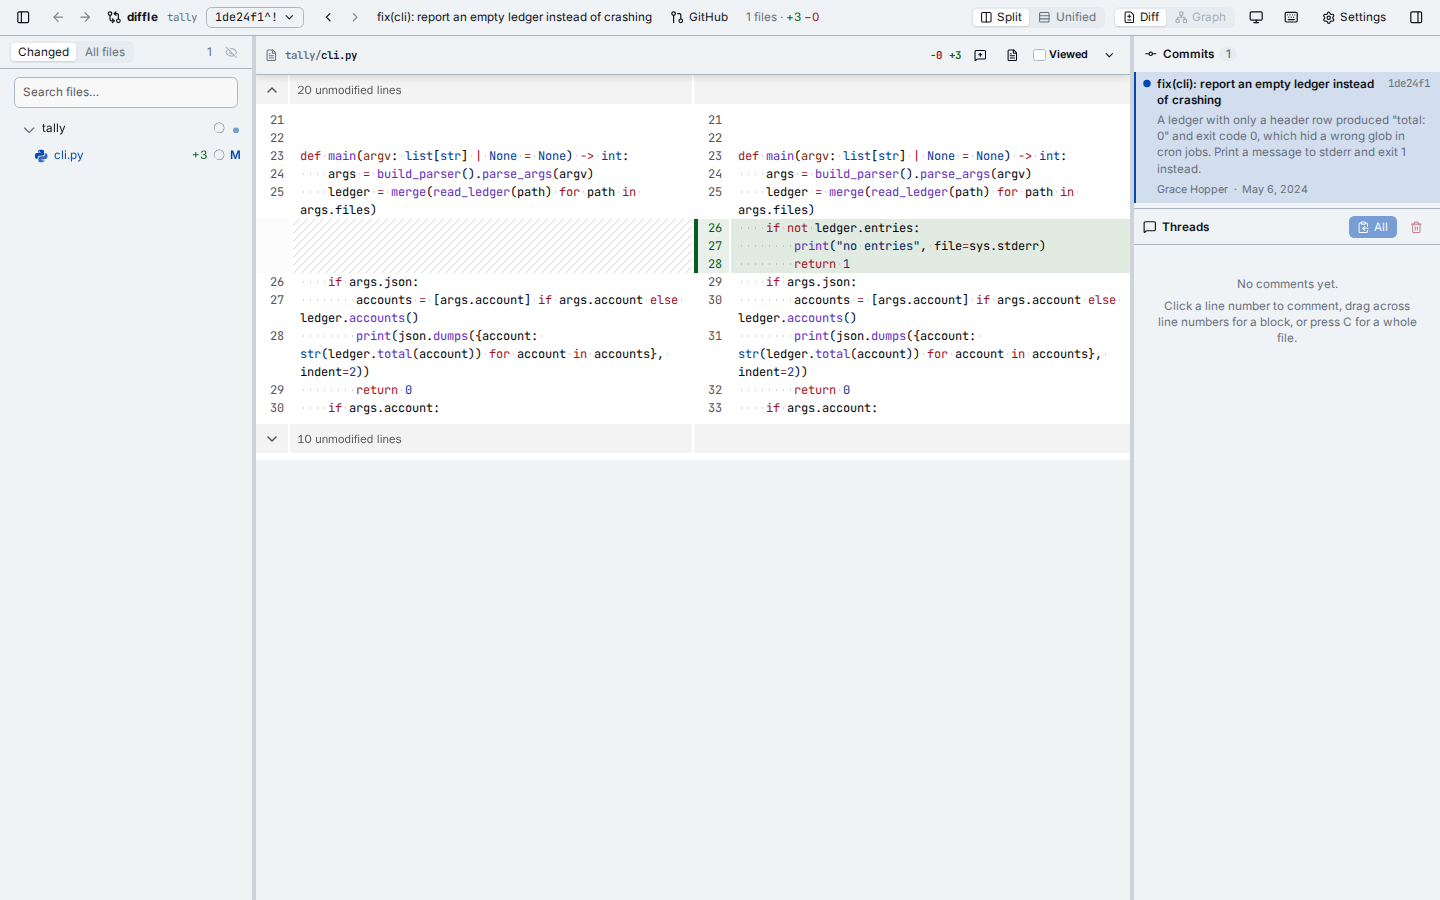 diffle tally 1de24f1^! fix(cli): report an empty ledger instead of crashing GitHub 1 files · +3 −0 Split Unified Diff Graph Settings
Changed All files 1
Search files...
tally
cli.py +3 M
tally/cli.py -0 +3 Viewed
20 unmodified lines
21
22
23 def main(argv: list[str] | None = None) -> int:
24 args = build_parser().parse_args(argv)
25 ledger = merge(read_ledger(path) for path in
args.files)
26 if args.json:
27 accounts = [args.account] if args.account else
ledger.accounts()
28 print(json.dumps({account:
str(ledger.total(account)) for account in accounts},
indent=2))
29 return 0
30 if args.account:
21
22
23 def main(argv: list[str] | None = None) -> int:
24 args = build_parser().parse_args(argv)
25 ledger = merge(read_ledger(path) for path in
args.files)
26 if not ledger.entries:
27 print("no entries", file=sys.stderr)
28 return 1
29 if args.json:
30 accounts = [args.account] if args.account else
ledger.accounts()
31 print(json.dumps({account:
str(ledger.total(account)) for account in accounts},
indent=2))
32 return 0
33 if args.account:
10 unmodified lines
Commits 1
fix(cli): report an empty ledger instead 1de24f1
of crashing
A ledger with only a header row produced "total:
0" and exit code 0, which hid a wrong glob in
cron jobs. Print a message to stderr and exit 1
instead.
Grace Hopper · May 6, 2024
Threads All
No comments yet.
Click a line number to comment, drag across
line numbers for a block, or press C for a whole
file.